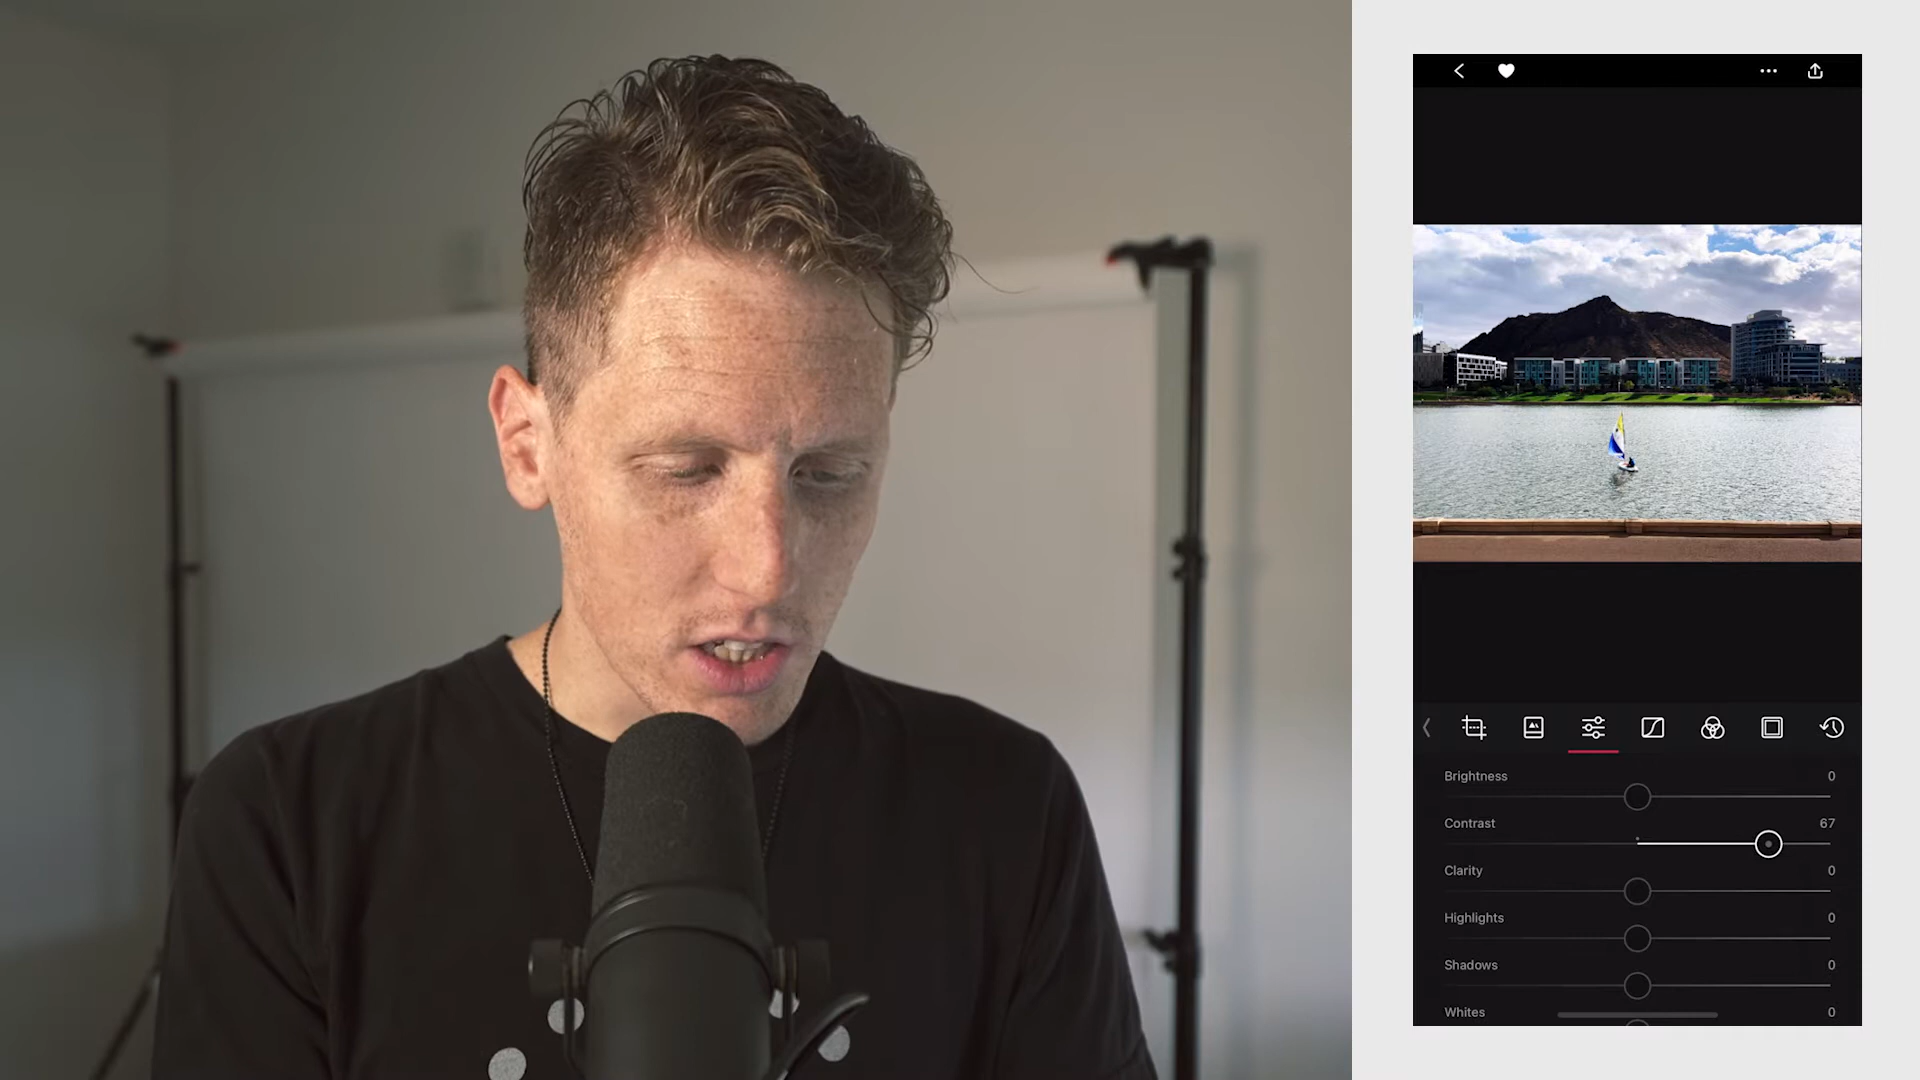 Brightness 0
Contrast 67
Clarity 0
Highlights 0
Shadows 0
Whites 0